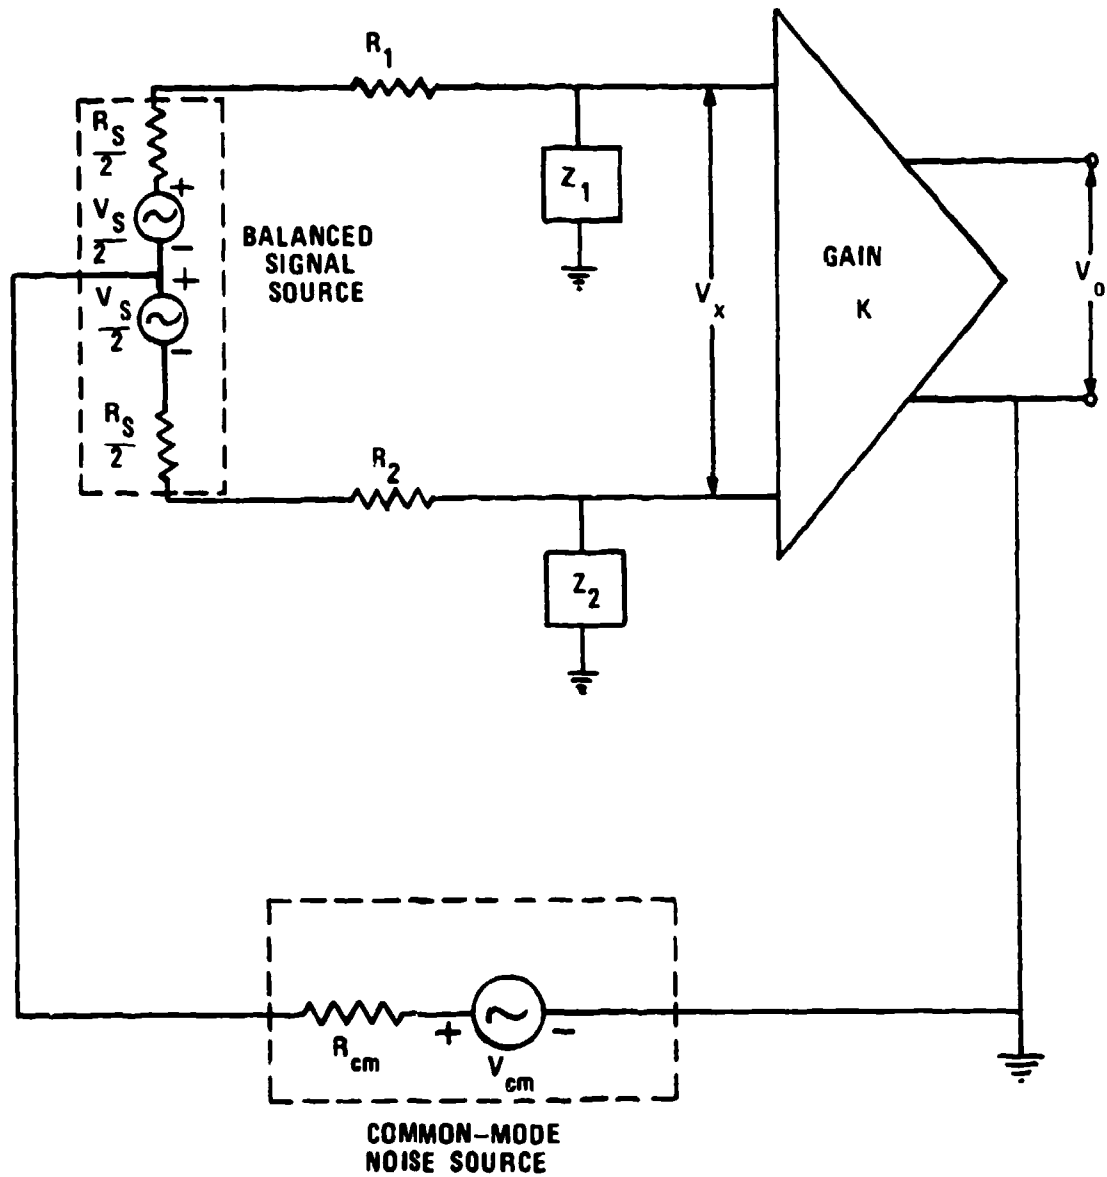 R1
RS
2
+
VS
2
−
BALANCED
SIGNAL
SOURCE
+
VS
2
−
RS
2
R2
Z1
Vx
GAIN
K
Vo
Z2
+
−
Rcm
Vcm
COMMON-MODE
NOISE SOURCE